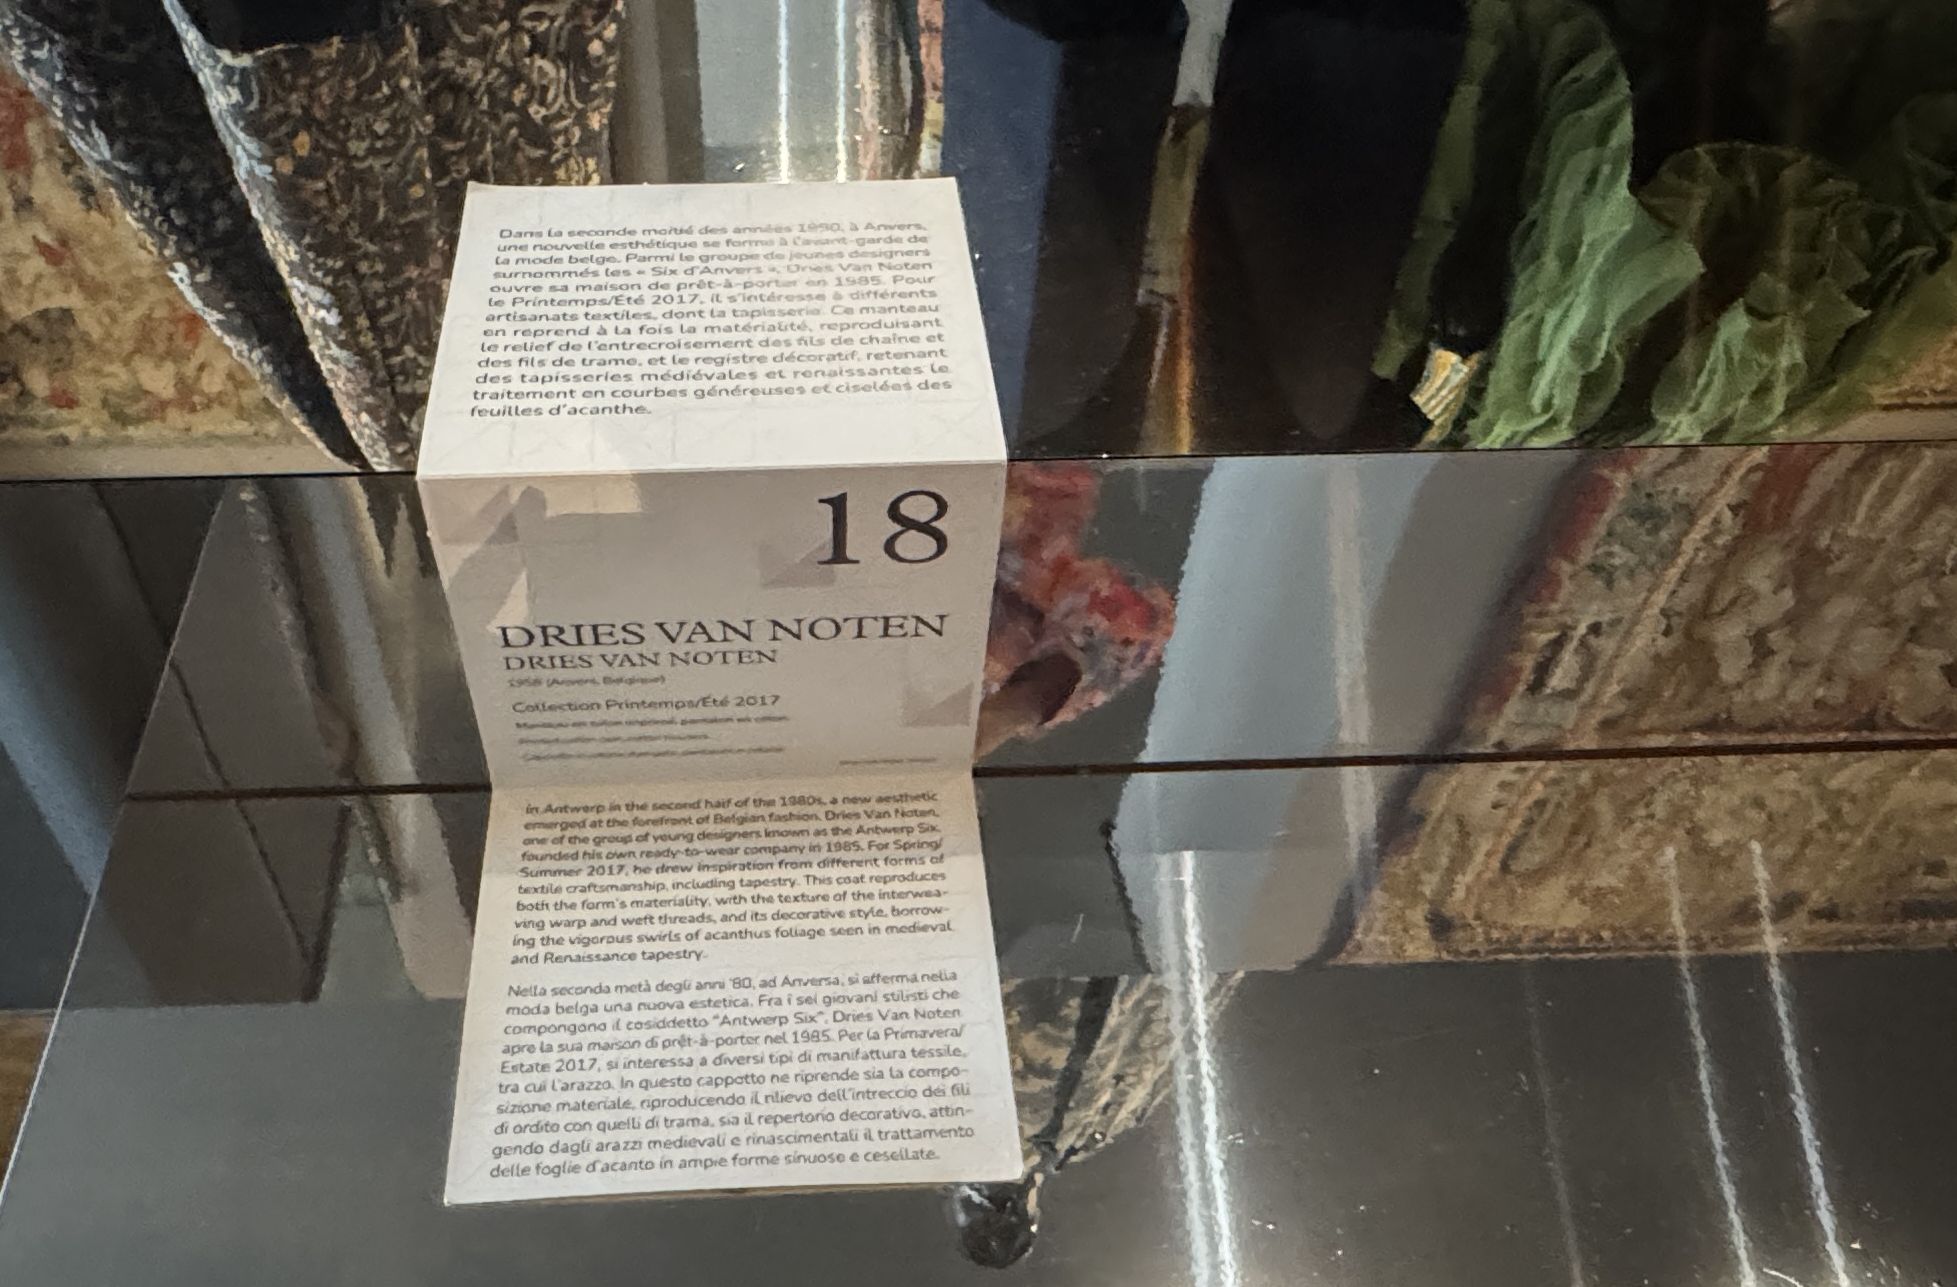 Dans la seconde moitié des années 1980, à Anvers,
une nouvelle esthétique se forme à l'avant-garde de
la mode belge. Parmi le groupe de jeunes designers
surnommés les « Six d'Anvers », Dries Van Noten
ouvre sa maison de prêt-à-porter en 1985. Pour
le Printemps/Été 2017, il s'intéresse à différents
artisanats textiles, dont la tapisserie. Ce manteau
en reprend à la fois la matérialité, reproduisant
le relief de l'entrecroisement des fils de chaîne et
des fils de trame, et le registre décoratif, retenant
des tapisseries médiévales et renaissantes le
traitement en courbes généreuses et ciselées des
feuilles d'acanthe.
18
DRIES VAN NOTEN
DRIES VAN NOTEN
1958 (Anvers, Belgique)
Collection Printemps/Été 2017
In Antwerp in the second half of the 1980s, a new aesthetic
emerged at the forefront of Belgian fashion. Dries Van Noten,
one of the group of young designers known as the Antwerp Six,
founded his own ready-to-wear company in 1985. For Spring/
Summer 2017, he drew inspiration from different forms of
textile craftsmanship, including tapestry. This coat reproduces
both the form's materiality, with the texture of the interwea-
ving warp and weft threads, and its decorative style, borrow-
ing the vigorous swirls of acanthus foliage seen in medieval
and Renaissance tapestry.
Nella seconda metà degli anni '80, ad Anversa, si afferma nella
moda belga una nuova estetica. Fra i sei giovani stilisti che
compongono il cosiddetto "Antwerp Six", Dries Van Noten
apre la sua maison di prêt-à-porter nel 1985. Per la Primavera/
Estate 2017, si interessa a diversi tipi di manifattura tessile,
tra cui l'arazzo. In questo cappotto ne riprende sia la compo-
sizione materiale, riproducendo il rilievo dell'intreccio dei fili
di ordito con quelli di trama, sia il repertorio decorativo, attin-
gendo dagli arazzi medievali e rinascimentali il trattamento
delle foglie d'acanto in ampie forme sinuose e cesellate.